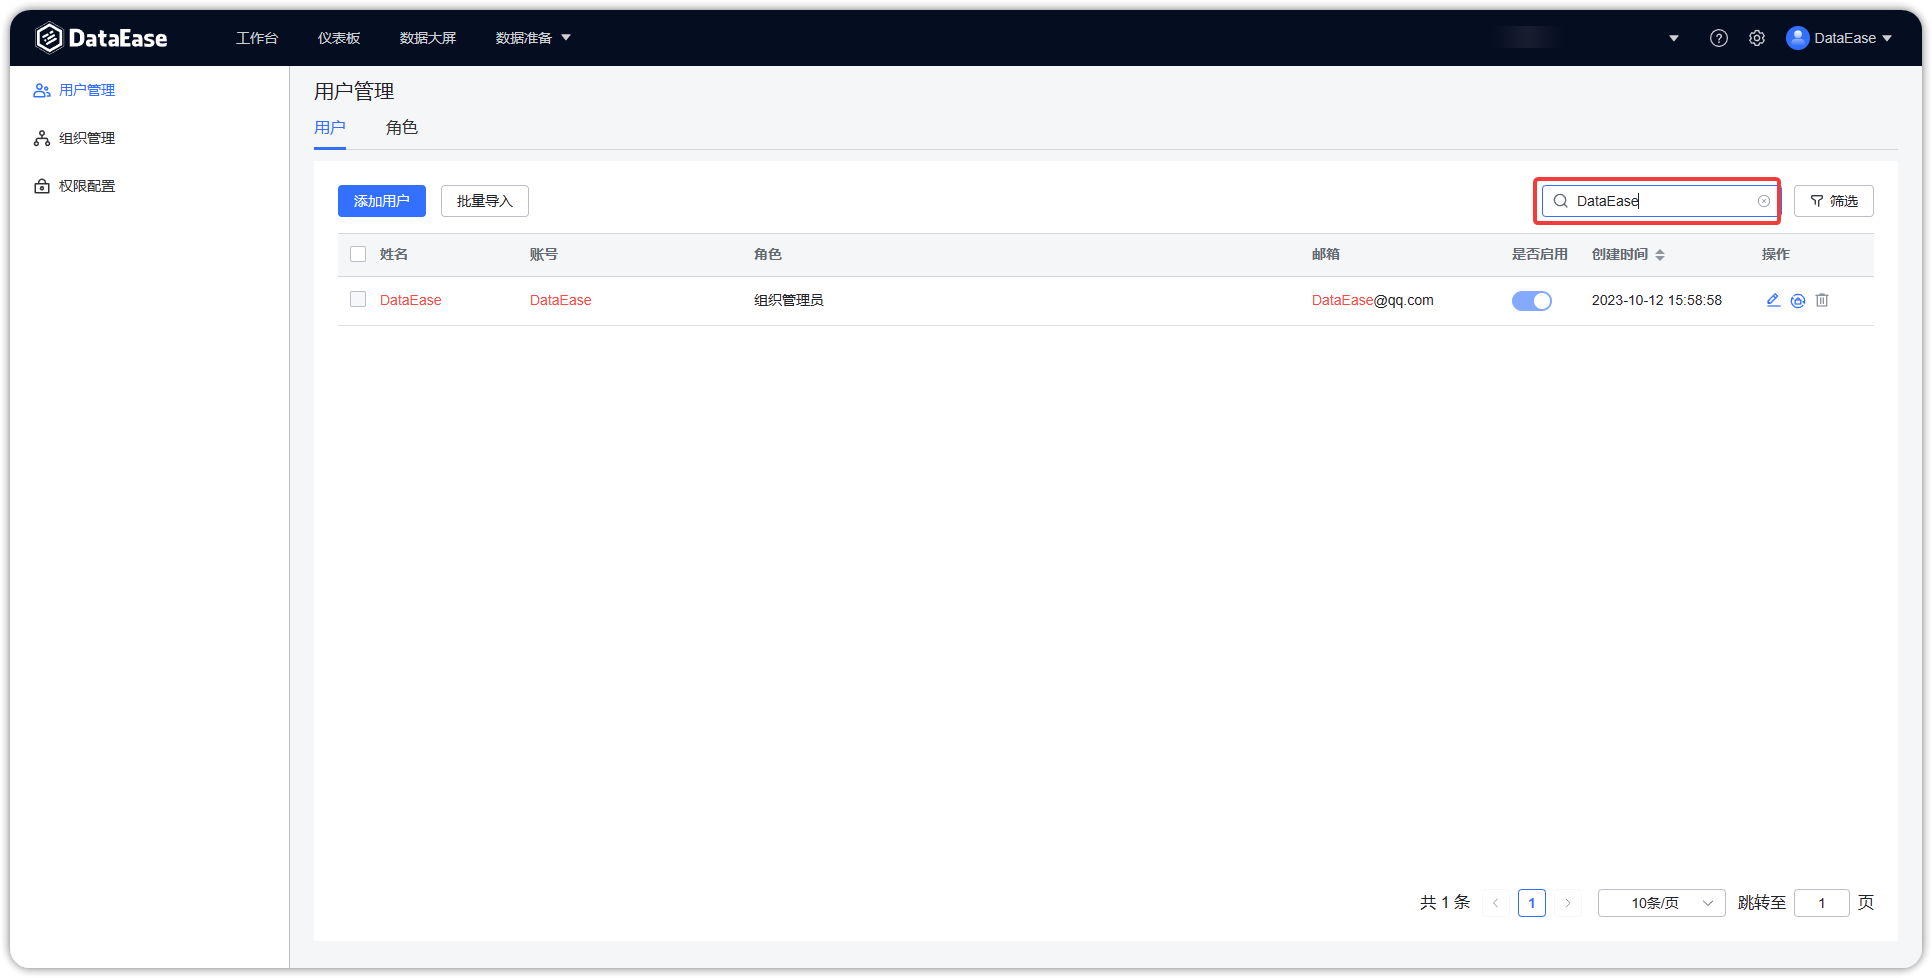 DataEase 工作台 仪表板 数据大屏 数据准备 DataEase
用户管理
组织管理
权限配置
用户管理
用户 角色
添加用户 批量导入 DataEase 筛选
姓名 账号 角色 邮箱 是否启用 创建时间 操作
DataEase DataEase 组织管理员 DataEase@qq.com 2023-10-12 15:58:58
共 1 条 1 10条/页 跳转至 1 页